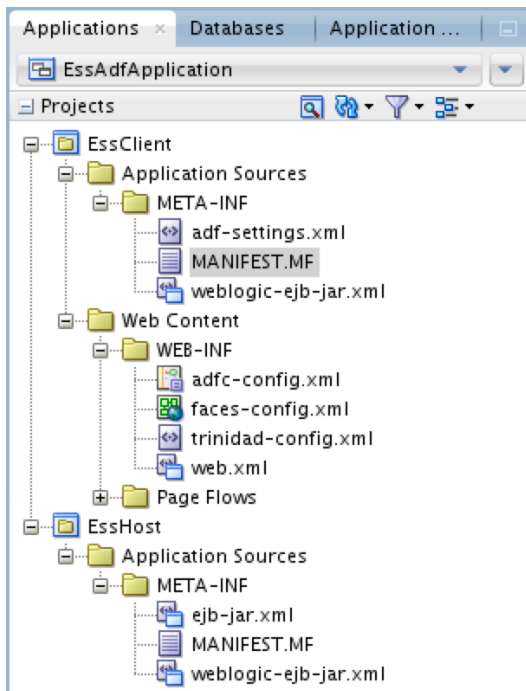 Applications Databases Application ...
EssAdfApplication
Projects
EssClient
Application Sources
META-INF
adf-settings.xml
MANIFEST.MF
weblogic-ejb-jar.xml
Web Content
WEB-INF
adfc-config.xml
faces-config.xml
trinidad-config.xml
web.xml
Page Flows
EssHost
Application Sources
META-INF
ejb-jar.xml
MANIFEST.MF
weblogic-ejb-jar.xml